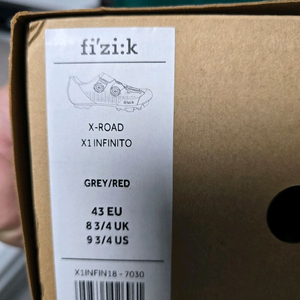 fi'zi:k
X-ROAD
X1 INFINITO
GREY/RED
43 EU
8 3/4 UK
9 3/4 US
X1INFIN18 - 7030